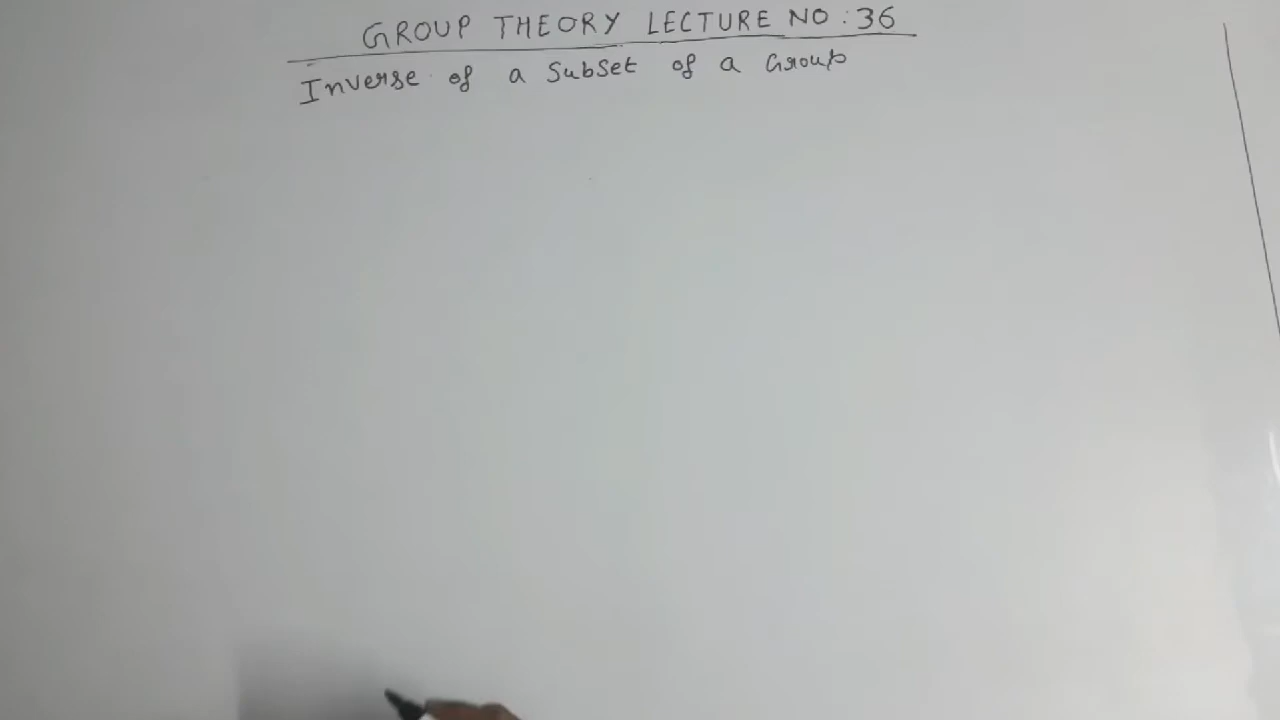 GROUP THEORY LECTURE NO : 36
Inverse of a Subset of a Group